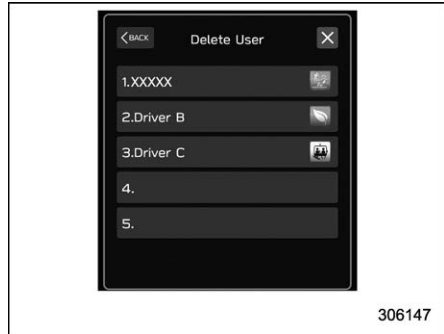 BACK Delete User X
1.XXXXX
2.Driver B
3.Driver C
4.
5.
306147